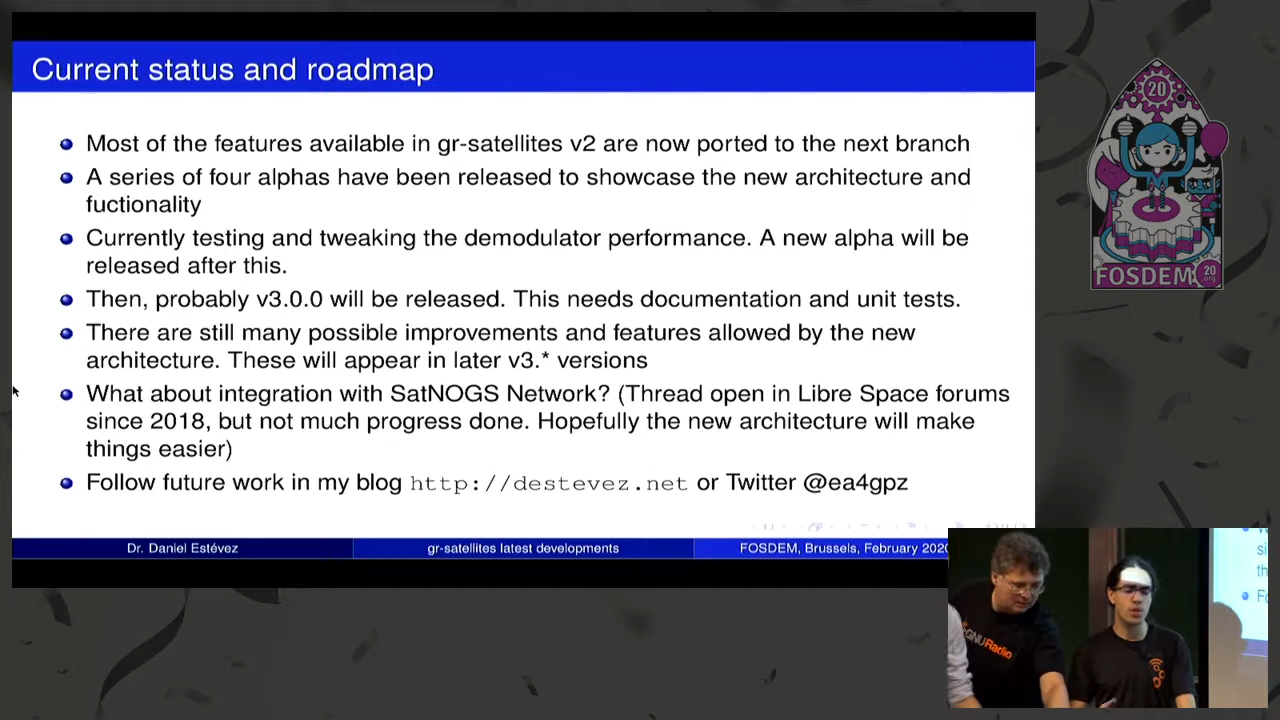 Current status and roadmap
Most of the features available in gr-satellites v2 are now ported to the next branch
A series of four alphas have been released to showcase the new architecture and
fuctionality
Currently testing and tweaking the demodulator performance. A new alpha will be
released after this.
Then, probably v3.0.0 will be released. This needs documentation and unit tests.
There are still many possible improvements and features allowed by the new
architecture. These will appear in later v3.* versions
What about integration with SatNOGS Network? (Thread open in Libre Space forums
since 2018, but not much progress done. Hopefully the new architecture will make
things easier)
Follow future work in my blog http://destevez.net or Twitter @ea4gpz
Dr. Daniel Estévez
gr-satellites latest developments
FOSDEM, Brussels, February 2020
20
FOSDEM
20
.org
GNURadio
si
th
Fo